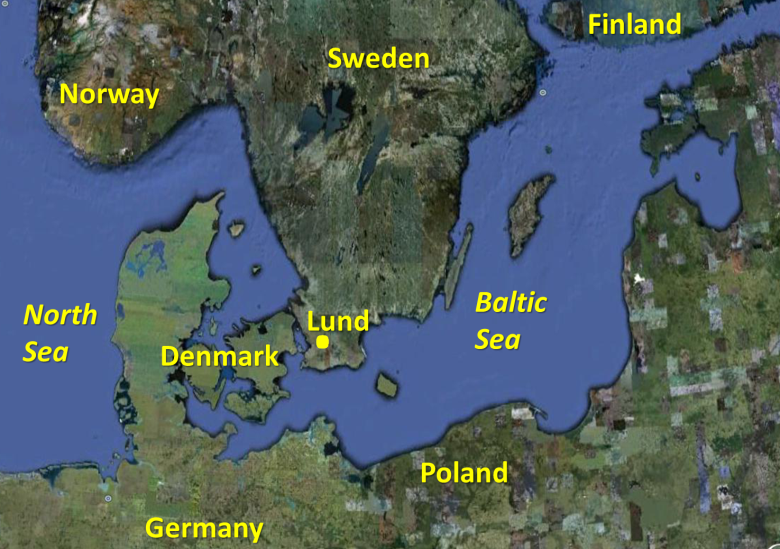 Finland
Sweden
Norway
North
Sea
Lund
Baltic
Sea
Denmark
Poland
Germany